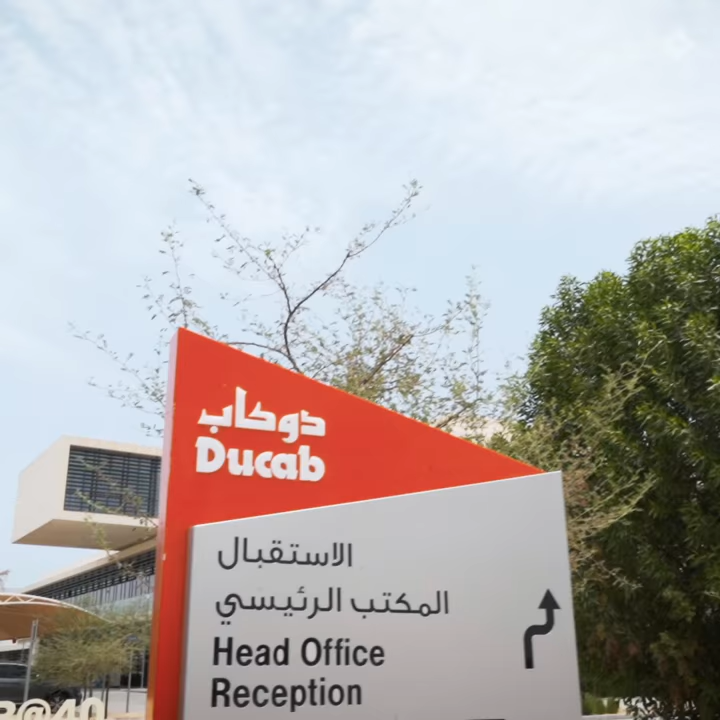 دوكاب
Ducab
الاستقبال
المكتب الرئيسي
Head Office
Reception